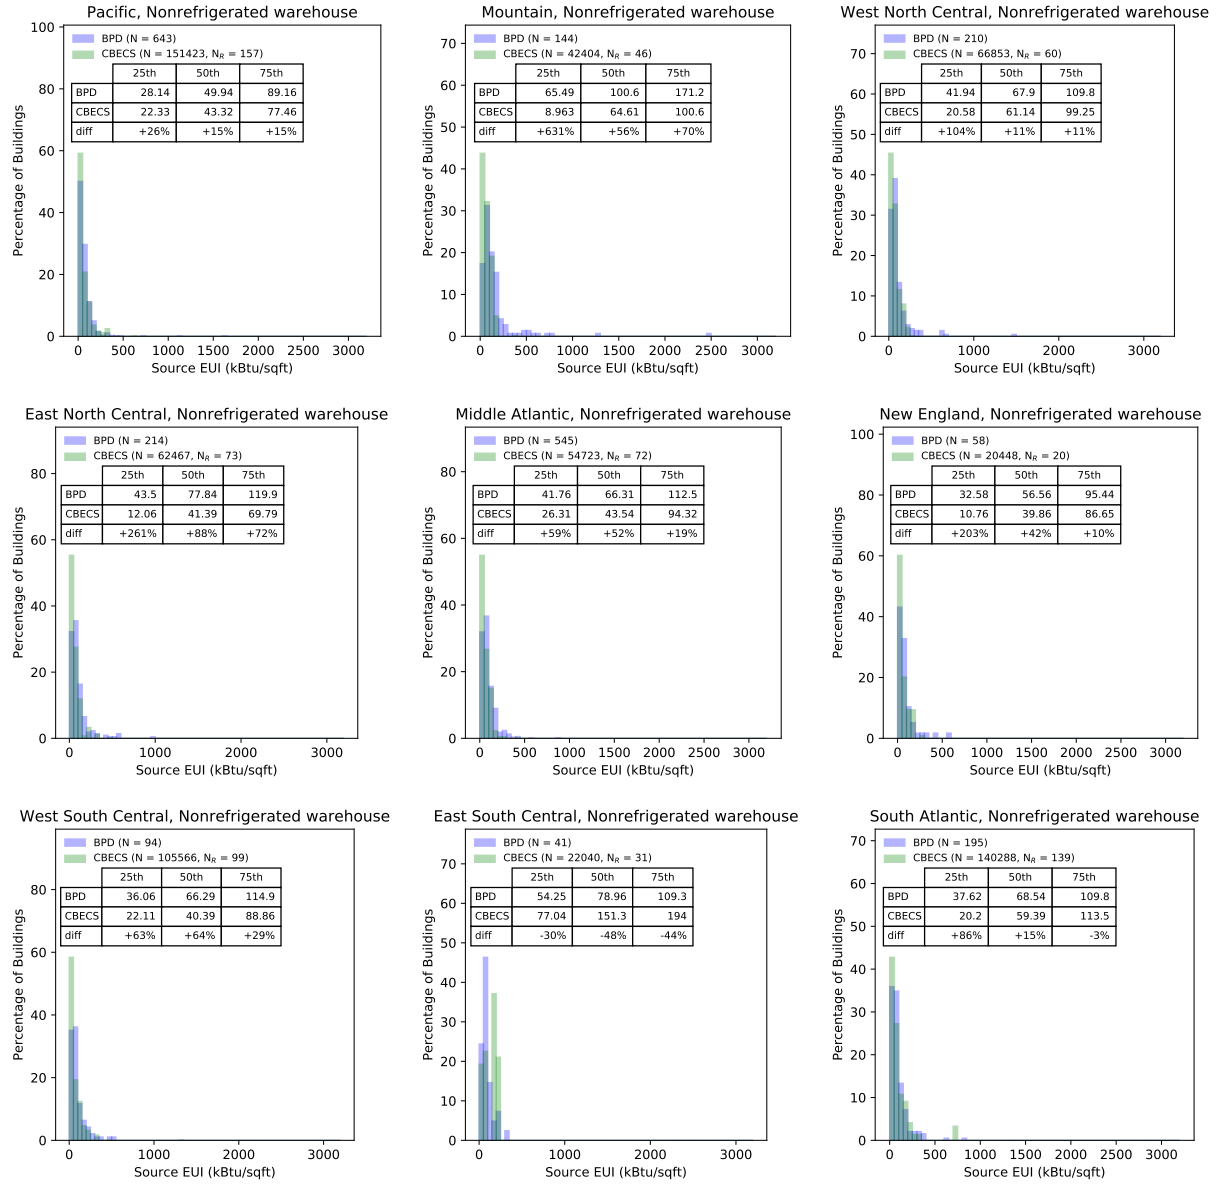 Pacific, Nonrefrigerated warehouse
BPD (N = 643)
CBECS (N = 151423, N_R = 157)
25th 50th 75th
BPD 28.14 49.94 89.16
CBECS 22.33 43.32 77.46
diff +26% +15% +15%
Percentage of Buildings
100
80
60
40
20
0
0 500 1000 1500 2000 2500 3000
Source EUI (kBtu/sqft)
Mountain, Nonrefrigerated warehouse
BPD (N = 144)
CBECS (N = 42404, N_R = 46)
25th 50th 75th
BPD 65.49 100.6 171.2
CBECS 8.963 64.61 100.6
diff +631% +56% +70%
Percentage of Buildings
70
60
50
40
30
20
10
0
0 500 1000 1500 2000 2500 3000
Source EUI (kBtu/sqft)
West North Central, Nonrefrigerated warehouse
BPD (N = 210)
CBECS (N = 66853, N_R = 60)
25th 50th 75th
BPD 41.94 67.9 109.8
CBECS 20.58 61.14 99.25
diff +104% +11% +11%
Percentage of Buildings
70
60
50
40
30
20
10
0
0 1000 2000 3000
Source EUI (kBtu/sqft)
East North Central, Nonrefrigerated warehouse
BPD (N = 214)
CBECS (N = 62467, N_R = 73)
25th 50th 75th
BPD 43.5 77.84 119.9
CBECS 12.06 41.39 69.79
diff +261% +88% +72%
Percentage of Buildings
80
60
40
20
0
0 1000 2000 3000
Source EUI (kBtu/sqft)
Middle Atlantic, Nonrefrigerated warehouse
BPD (N = 545)
CBECS (N = 54723, N_R = 72)
25th 50th 75th
BPD 41.76 66.31 112.5
CBECS 26.31 43.54 94.32
diff +59% +52% +19%
Percentage of Buildings
80
60
40
20
0
0 500 1000 1500 2000 2500 3000
Source EUI (kBtu/sqft)
New England, Nonrefrigerated warehouse
BPD (N = 58)
CBECS (N = 20448, N_R = 20)
25th 50th 75th
BPD 32.58 56.56 95.44
CBECS 10.76 39.86 86.65
diff +203% +42% +10%
Percentage of Buildings
100
80
60
40
20
0
0 500 1000 1500 2000 2500 3000
Source EUI (kBtu/sqft)
West South Central, Nonrefrigerated warehouse
BPD (N = 94)
CBECS (N = 105566, N_R = 99)
25th 50th 75th
BPD 36.06 66.29 114.9
CBECS 22.11 40.39 88.86
diff +63% +64% +29%
Percentage of Buildings
80
60
40
20
0
0 1000 2000 3000
Source EUI (kBtu/sqft)
East South Central, Nonrefrigerated warehouse
BPD (N = 41)
CBECS (N = 22040, N_R = 31)
25th 50th 75th
BPD 54.25 78.96 109.3
CBECS 77.04 151.3 194
diff -30% -48% -44%
Percentage of Buildings
70
60
50
40
30
20
10
0
0 1000 2000 3000
Source EUI (kBtu/sqft)
South Atlantic, Nonrefrigerated warehouse
BPD (N = 195)
CBECS (N = 140288, N_R = 139)
25th 50th 75th
BPD 37.62 68.54 109.8
CBECS 20.2 59.39 113.5
diff +86% +15% -3%
Percentage of Buildings
70
60
50
40
30
20
10
0
0 500 1000 1500 2000 2500 3000
Source EUI (kBtu/sqft)